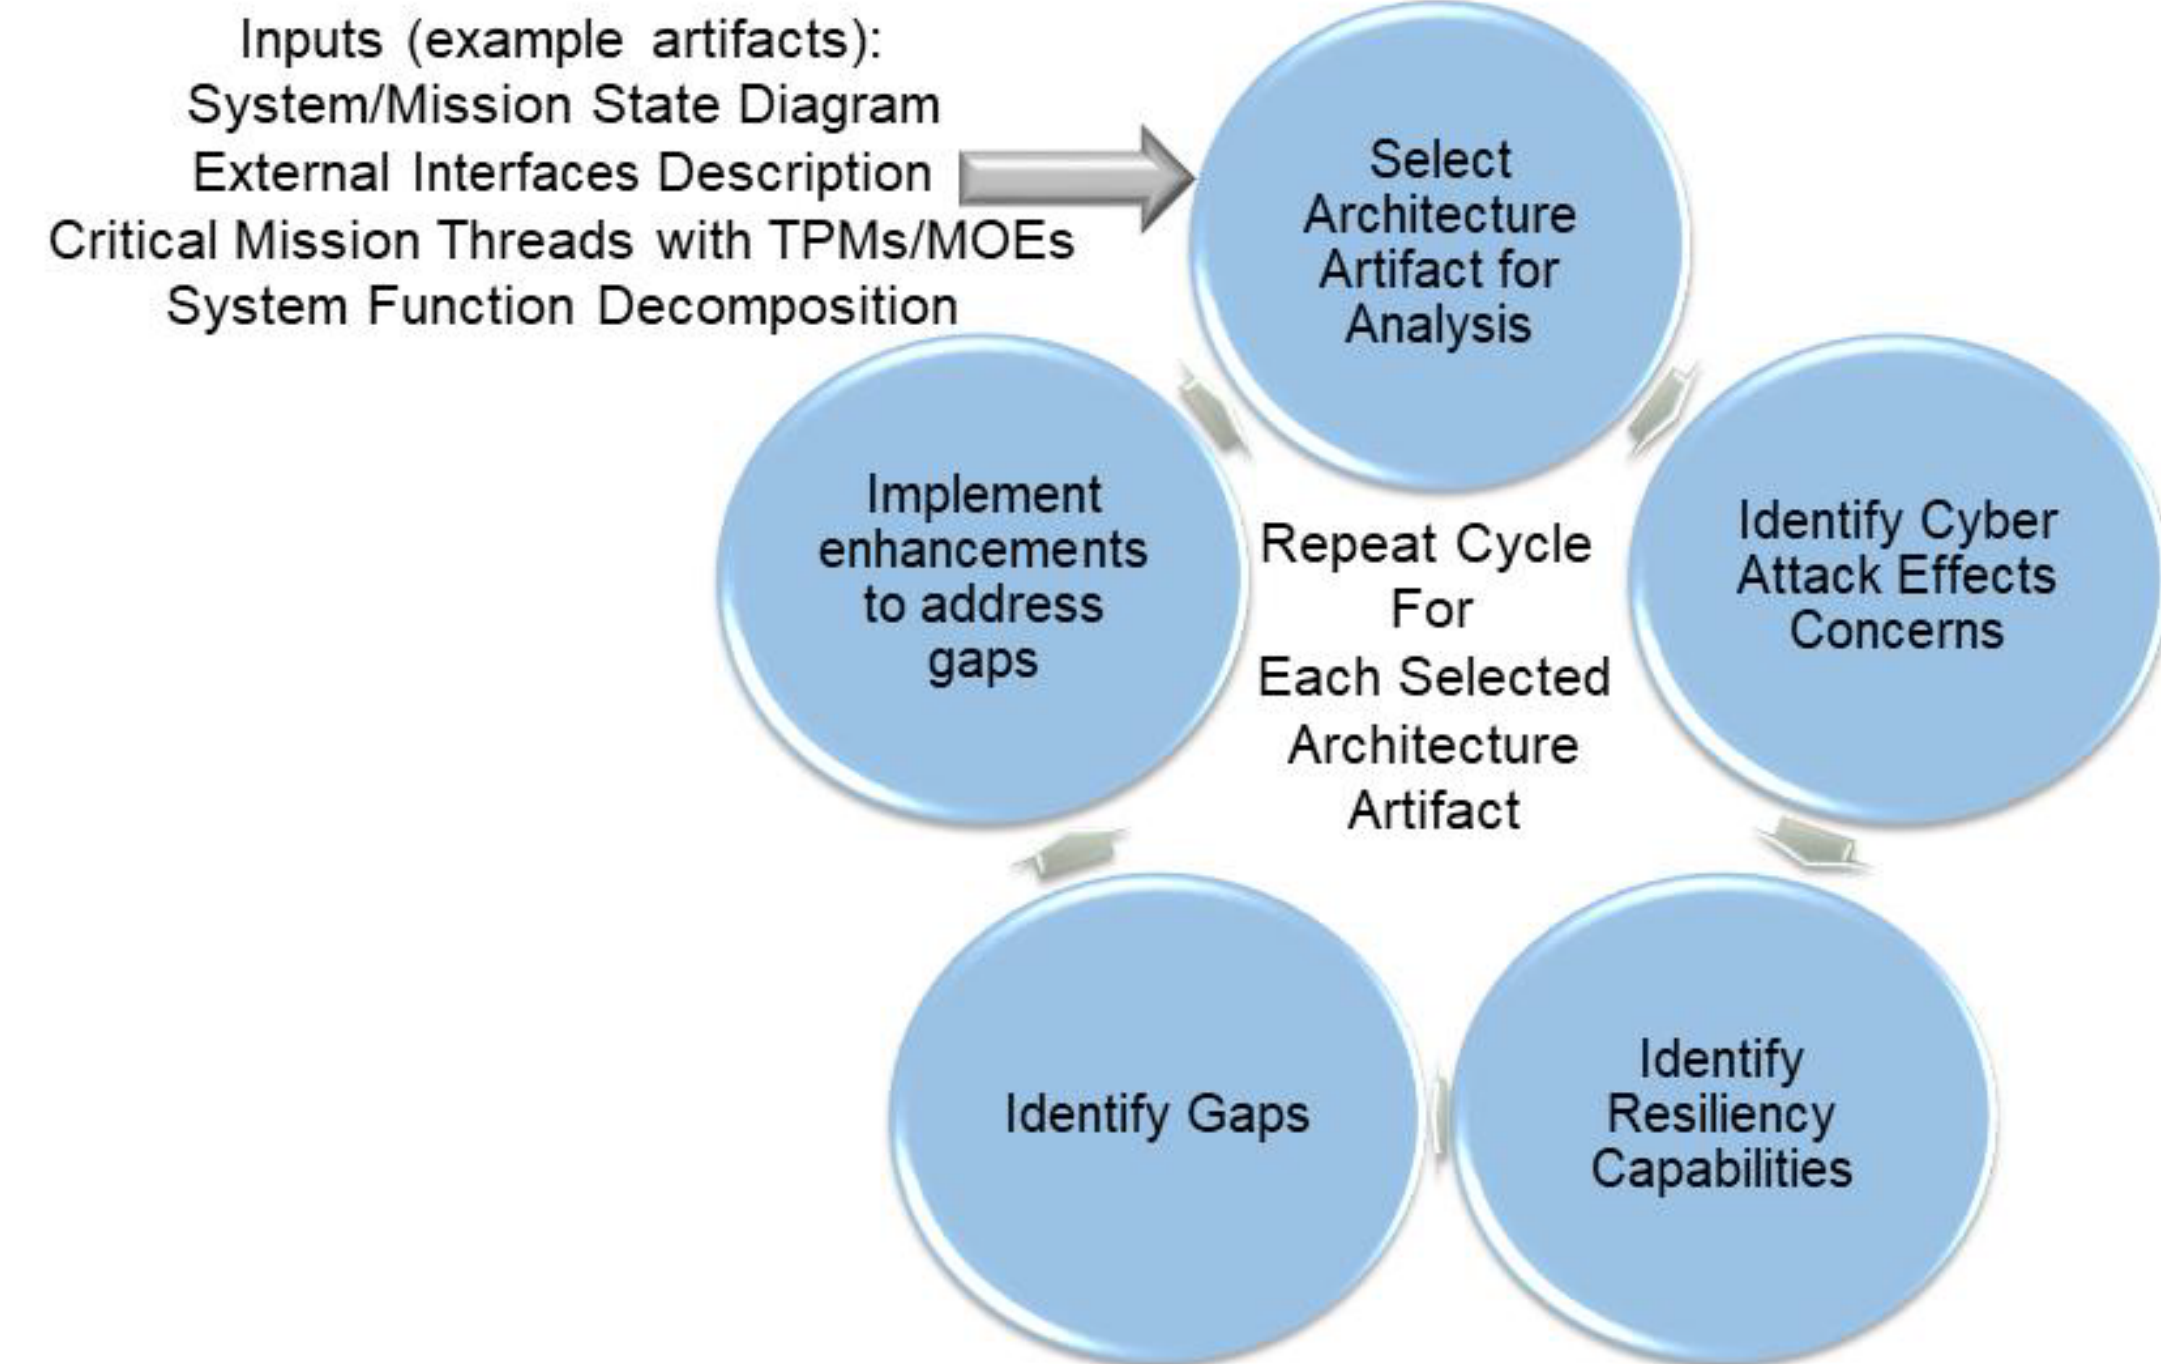 Inputs (example artifacts):
System/Mission State Diagram
External Interfaces Description
Critical Mission Threads with TPMs/MOEs
System Function Decomposition
Select
Architecture
Artifact for
Analysis
Identify Cyber
Attack Effects
Concerns
Identify
Resiliency
Capabilities
Identify Gaps
Implement
enhancements
to address
gaps
Repeat Cycle
For
Each Selected
Architecture
Artifact